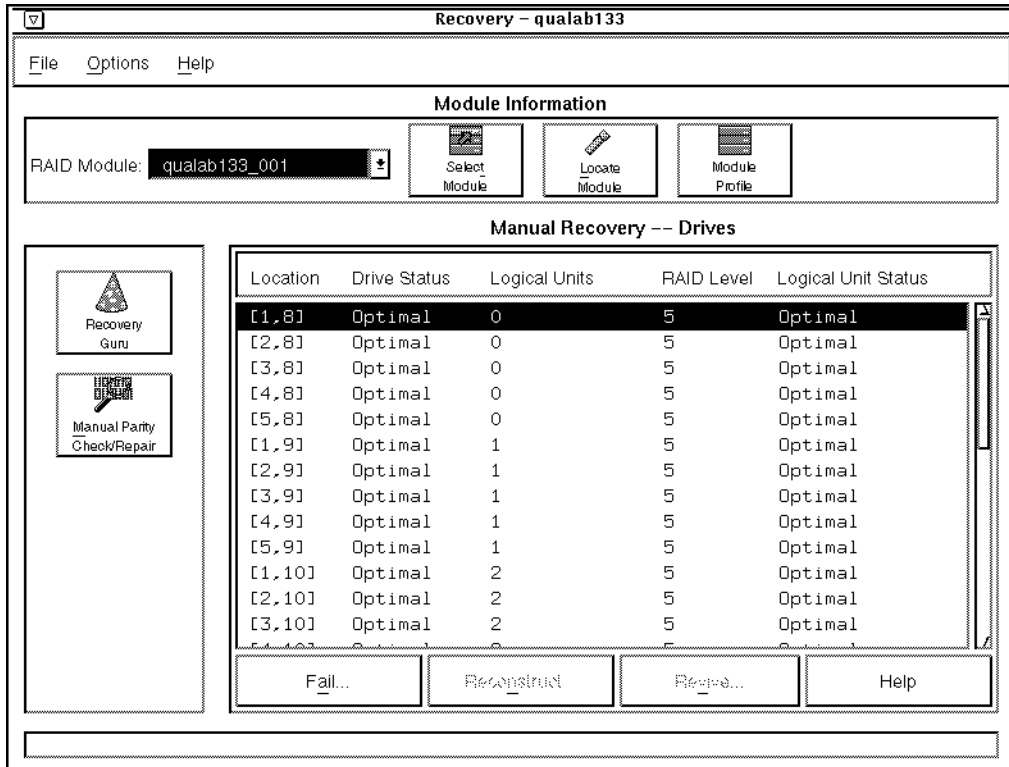 Recovery – qualab133
File Options Help
Module Information
RAID Module: qualab133_001
Select
Module
Locate
Module
Module
Profile
Manual Recovery –– Drives
Recovery
Guru
Manual Parity
Check/Repair
Location Drive Status Logical Units RAID Level Logical Unit Status
[1,8] Optimal 0 5 Optimal
[2,8] Optimal 0 5 Optimal
[3,8] Optimal 0 5 Optimal
[4,8] Optimal 0 5 Optimal
[5,8] Optimal 0 5 Optimal
[1,9] Optimal 1 5 Optimal
[2,9] Optimal 1 5 Optimal
[3,9] Optimal 1 5 Optimal
[4,9] Optimal 1 5 Optimal
[5,9] Optimal 1 5 Optimal
[1,10] Optimal 2 5 Optimal
[2,10] Optimal 2 5 Optimal
[3,10] Optimal 2 5 Optimal
Fail... Reconstruct Revive... Help